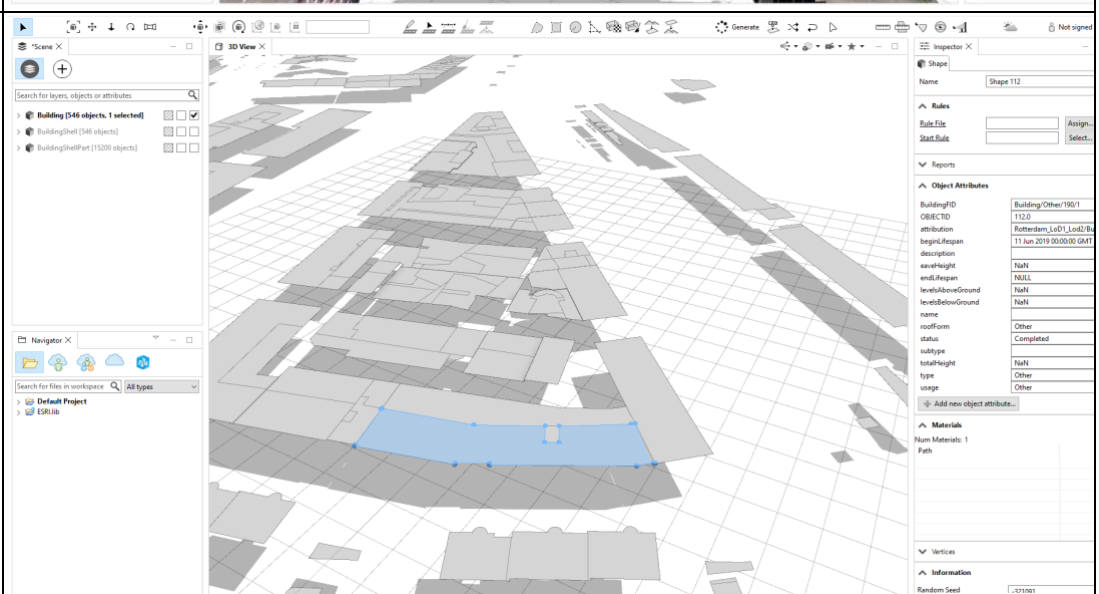 Generate
Not signed
*Scene
3D View
Inspector
Shape
Name
Shape 112
Search for layers, objects or attributes
Rules
Rule File
Assign...
Start Rule
Select...
Building [546 objects, 1 selected]
BuildingShell [546 objects]
BuildingShellPart [15200 objects]
Reports
Object Attributes
BuildingFID
Building/Other/190/1
OBJECTID
112.0
attribution
Rotterdam_LoD1_Lod2/Bu
beginLifespan
11 Jun 2019 00:00:00 GMT
description
eaveHeight
NaN
endLifespan
NULL
levelsAboveGround
NaN
levelsBelowGround
NaN
name
roofForm
Other
status
Completed
subtype
totalHeight
NaN
type
Other
usage
Other
Add new object attribute...
Materials
Num Materials: 1
Path
Vertices
Information
Random Seed
-321091
Navigator
Search for files in workspace
All types
Default Project
ESRI.lib